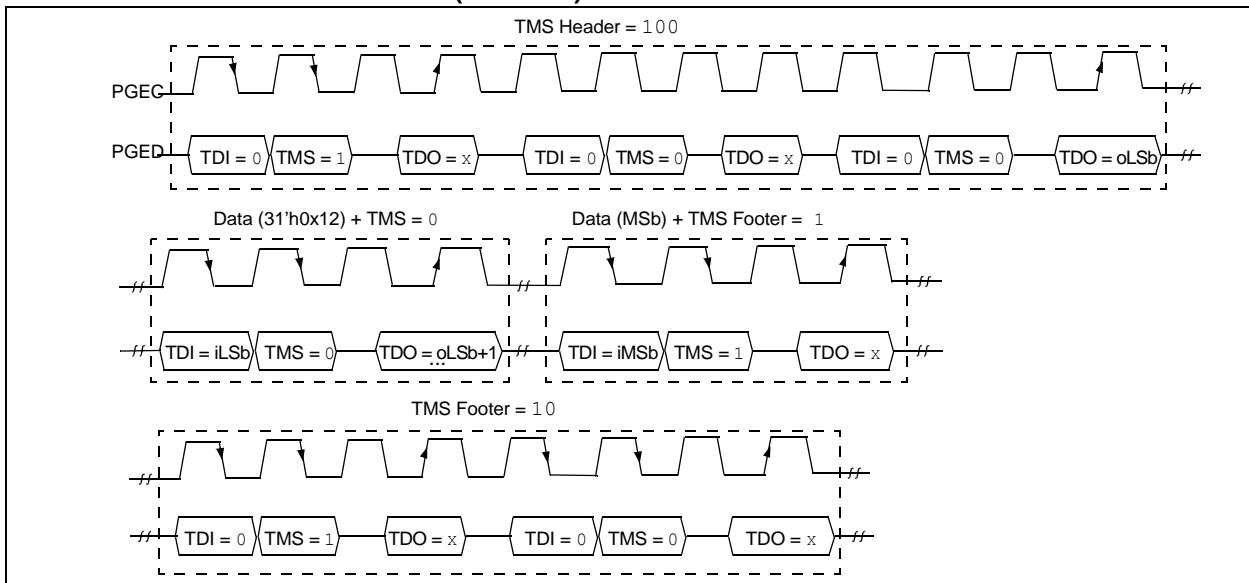 TMS Header = 100
PGEC
PGED TDI = 0 TMS = 1 TDO = x TDI = 0 TMS = 0 TDO = x TDI = 0 TMS = 0 TDO = oLSb
Data (31'h0x12) + TMS = 0 Data (MSb) + TMS Footer = 1
TDI = iLSb TMS = 0 TDO = oLSb+1 TDI = iMSb TMS = 1 TDO = x
...
TMS Footer = 10
TDI = 0 TMS = 1 TDO = x TDI = 0 TMS = 0 TDO = x